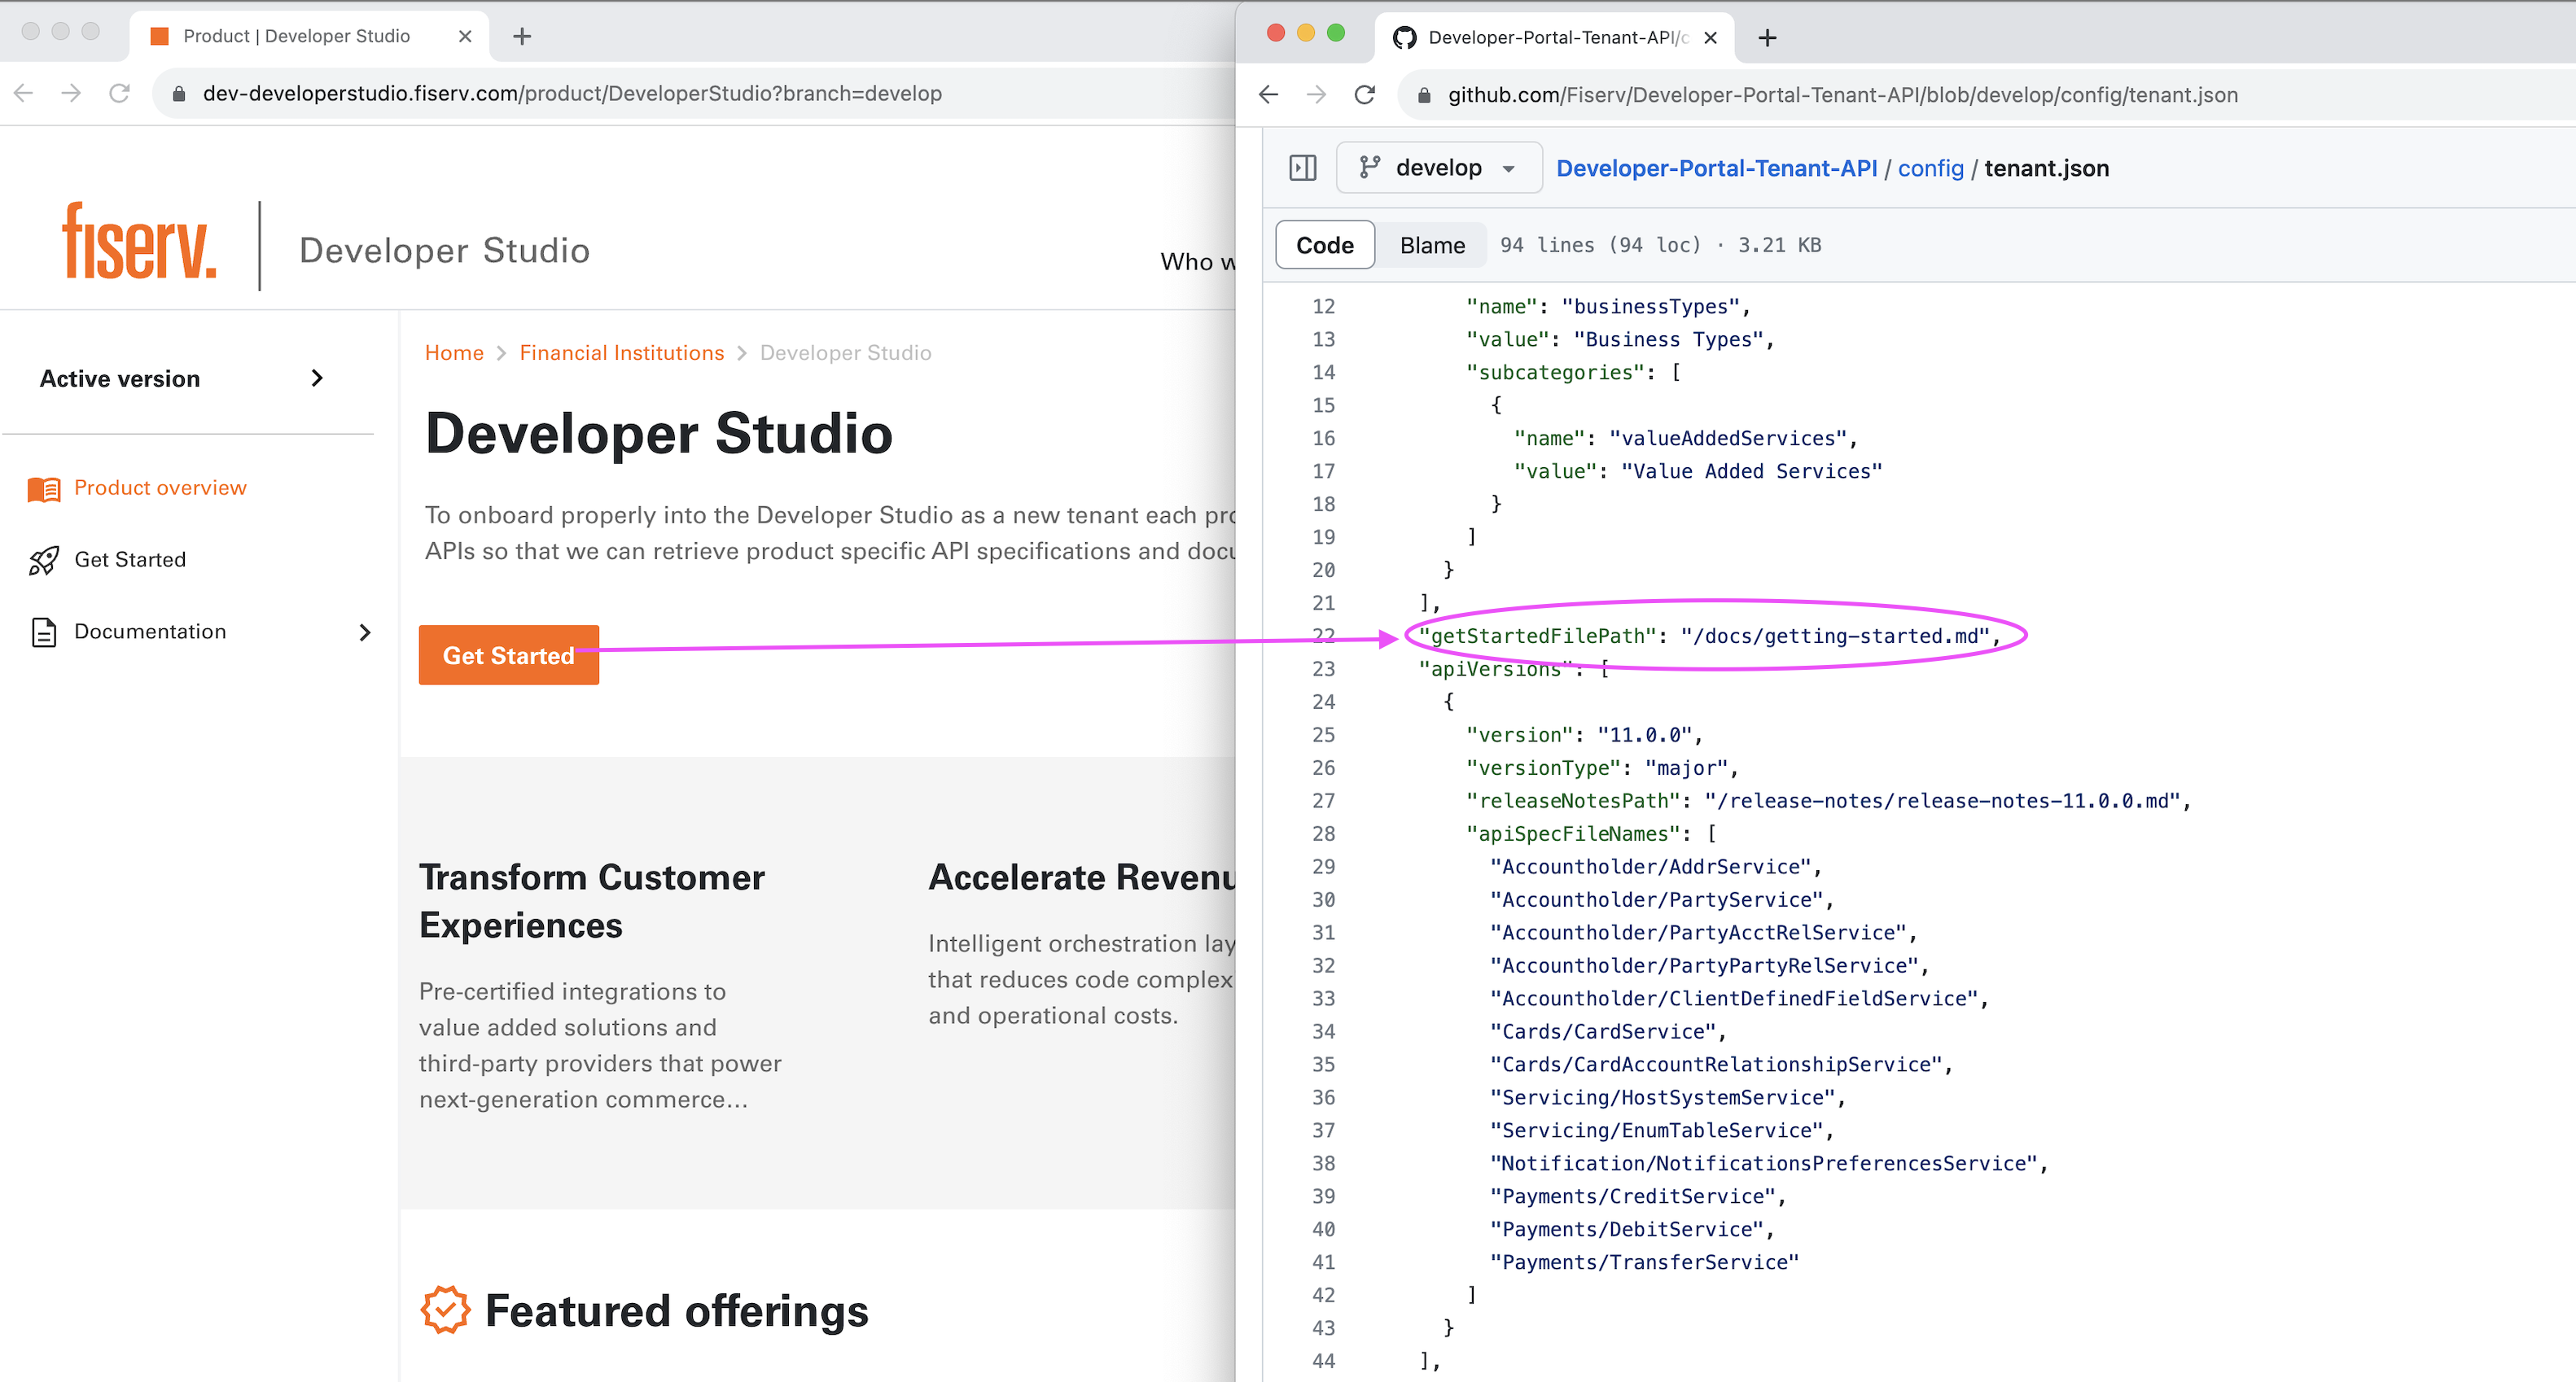 Product | Developer Studio
dev-developerstudio.fiserv.com/product/DeveloperStudio?branch=develop
fiserv.
Developer Studio
Who
Active version
Product overview
Get Started
Documentation
Home > Financial Institutions > Developer Studio
Developer Studio
To onboard properly into the Developer Studio as a new tenant each
APIs so that we can retrieve product specific API specifications and
Get Started
Transform Customer
Experiences
Pre-certified integrations to
value added solutions and
third-party providers that power
next-generation commerce...
Accelerate
Intelligent orchestration
that reduces code
and operational costs.
Featured offerings
Developer-Portal-Tenant-API/c
github.com/Fiserv/Developer-Portal-Tenant-API/blob/develop/config/tenant.json
develop
Developer-Portal-Tenant-API / config / tenant.json
Code Blame 94 lines (94 loc) · 3.21 KB
12 "name": "businessTypes",
13 "value": "Business Types",
14 "subcategories": [
15 {
16 "name": "valueAddedServices",
17 "value": "Value Added Services"
18 }
19 ]
20 }
21 ],
22 "getStartedFilePath": "/docs/getting-started.md",
23 "apiVersions": [
24 {
25 "version": "11.0.0",
26 "versionType": "major",
27 "releaseNotesPath": "/release-notes/release-notes-11.0.0.md",
28 "apiSpecFileNames": [
29 "Accountholder/AddrService",
30 "Accountholder/PartyService",
31 "Accountholder/PartyAcctRelService",
32 "Accountholder/PartyPartyRelService",
33 "Accountholder/ClientDefinedFieldService",
34 "Cards/CardService",
35 "Cards/CardAccountRelationshipService",
36 "Servicing/HostSystemService",
37 "Servicing/EnumTableService",
38 "Notification/NotificationsPreferencesService",
39 "Payments/CreditService",
40 "Payments/DebitService",
41 "Payments/TransferService"
42 ]
43 }
44 ],